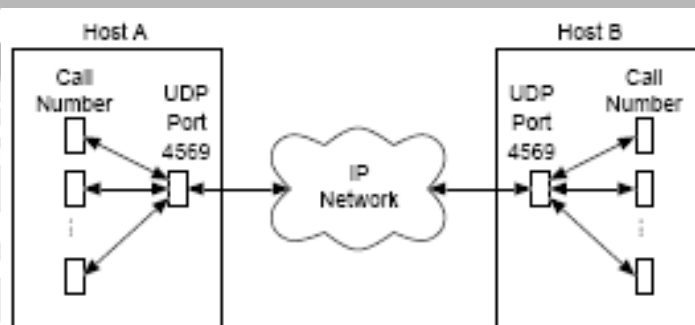 Host A
Host B
Call
Number
UDP
Port
4569
IP
Network
UDP
Port
4569
Call
Number